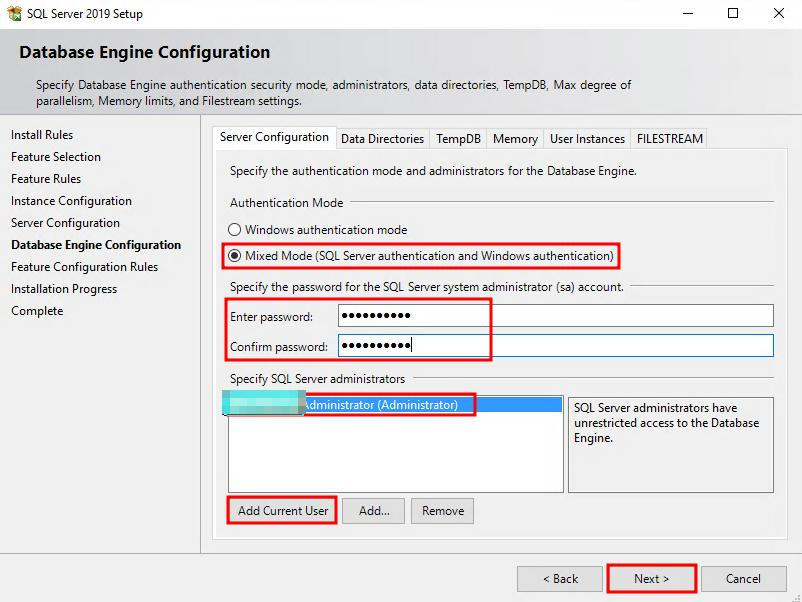 SQL Server 2019 Setup
Database Engine Configuration
Specify Database Engine authentication security mode, administrators, data directories, TempDB, Max degree of
parallelism, Memory limits, and Filestream settings.
Install Rules
Feature Selection
Feature Rules
Instance Configuration
Server Configuration
Database Engine Configuration
Feature Configuration Rules
Installation Progress
Complete
Server Configuration Data Directories TempDB Memory User Instances FILESTREAM
Specify the authentication mode and administrators for the Database Engine.
Authentication Mode
Windows authentication mode
Mixed Mode (SQL Server authentication and Windows authentication)
Specify the password for the SQL Server system administrator (sa) account.
Enter password: ●●●●●●●●●●
Confirm password: ●●●●●●●●●●
Specify SQL Server administrators
Administrator (Administrator)
SQL Server administrators have
unrestricted access to the Database
Engine.
Add Current User Add... Remove
< Back Next > Cancel